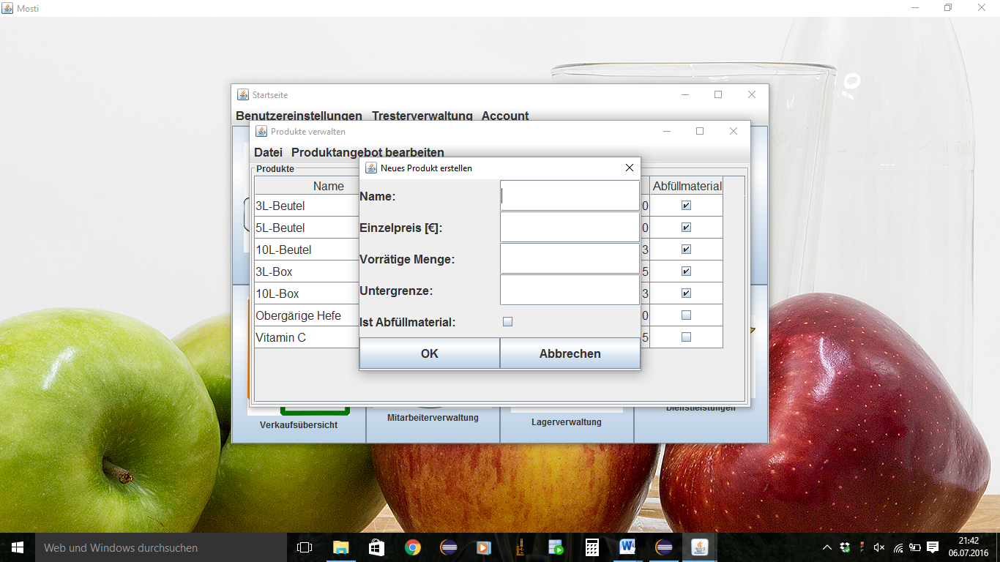 Mosti
Startseite
Benutzereinstellungen Tresterverwaltung Account
Produkte verwalten
Datei Produktangebot bearbeiten
Produkte
Neues Produkt erstellen
Name Abfüllmaterial
3L-Beutel 0
5L-Beutel 0
10L-Beutel 3
3L-Box 5
10L-Box 3
Obergärige Hefe 0
Vitamin C 5
Name:
Einzelpreis [€]:
Vorrätige Menge:
Untergrenze:
Ist Abfüllmaterial:
OK Abbrechen
Verkaufsübersicht
Mitarbeiterverwaltung
Lagerverwaltung
Dienstleistungen
Web und Windows durchsuchen
21:42
06.07.2016